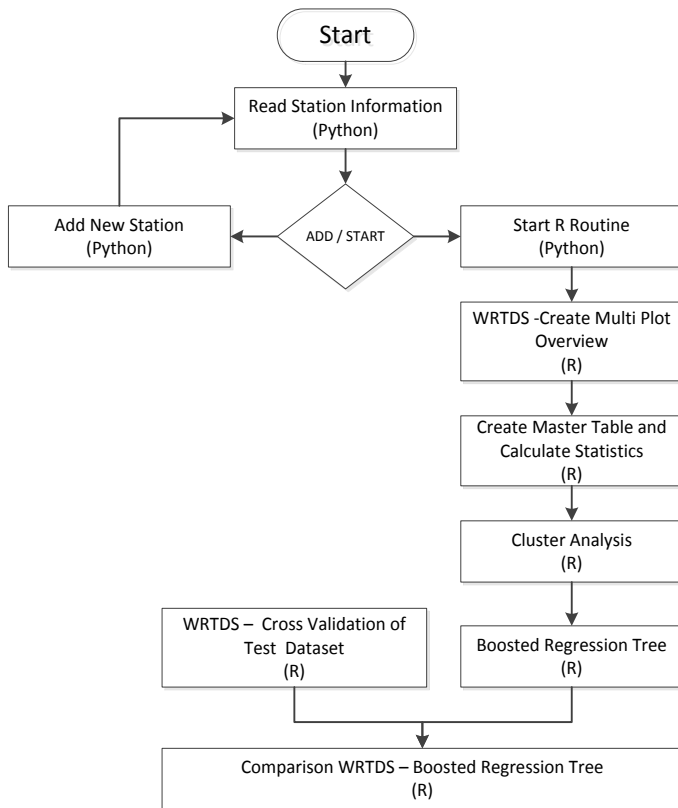 Start
Read Station Information
(Python)
Add New Station
(Python)
ADD / START
Start R Routine
(Python)
WRTDS -Create Multi Plot
Overview
(R)
Create Master Table and
Calculate Statistics
(R)
Cluster Analysis
(R)
WRTDS – Cross Validation of
Test Dataset
(R)
Boosted Regression Tree
(R)
Comparison WRTDS – Boosted Regression Tree
(R)